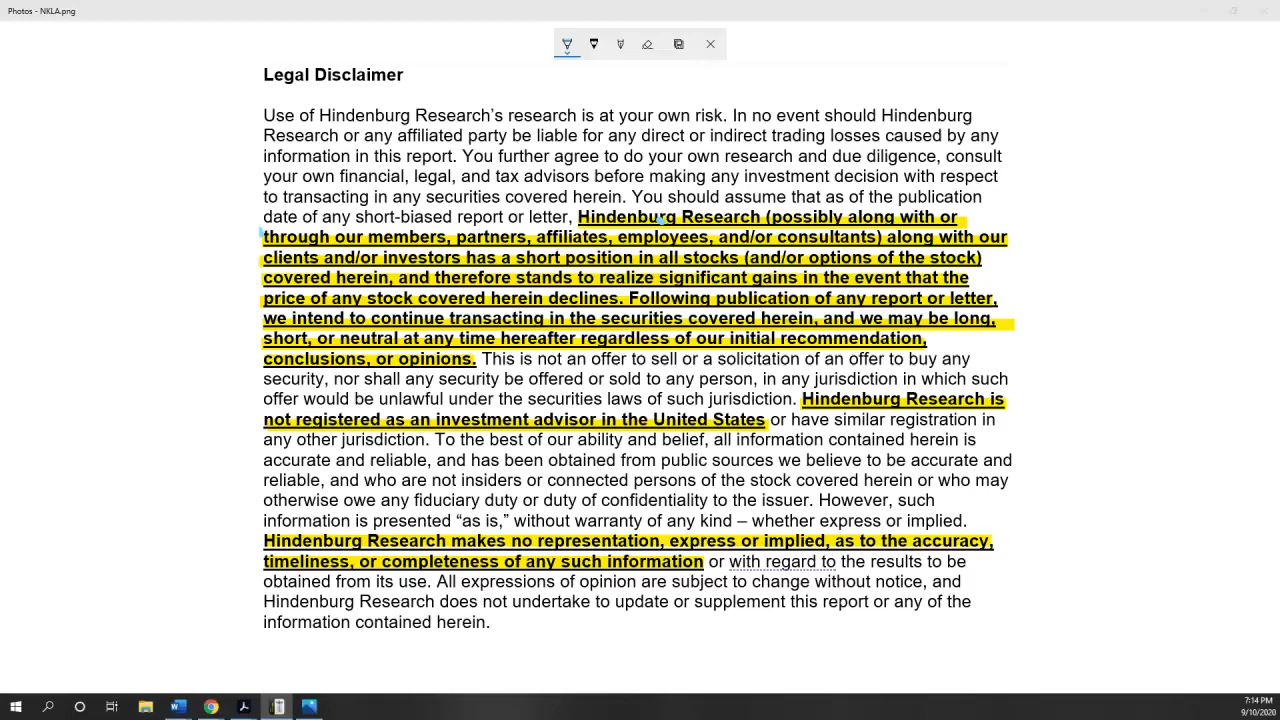 Photos - NKLA.png
Legal Disclaimer
Use of Hindenburg Research’s research is at your own risk. In no event should Hindenburg
Research or any affiliated party be liable for any direct or indirect trading losses caused by any
information in this report. You further agree to do your own research and due diligence, consult
your own financial, legal, and tax advisors before making any investment decision with respect
to transacting in any securities covered herein. You should assume that as of the publication
date of any short-biased report or letter, Hindenburg Research (possibly along with or
through our members, partners, affiliates, employees, and/or consultants) along with our
clients and/or investors has a short position in all stocks (and/or options of the stock)
covered herein, and therefore stands to realize significant gains in the event that the
price of any stock covered herein declines. Following publication of any report or letter,
we intend to continue transacting in the securities covered herein, and we may be long,
short, or neutral at any time hereafter regardless of our initial recommendation,
conclusions, or opinions. This is not an offer to sell or a solicitation of an offer to buy any
security, nor shall any security be offered or sold to any person, in any jurisdiction in which such
offer would be unlawful under the securities laws of such jurisdiction. Hindenburg Research is
not registered as an investment advisor in the United States or have similar registration in
any other jurisdiction. To the best of our ability and belief, all information contained herein is
accurate and reliable, and has been obtained from public sources we believe to be accurate and
reliable, and who are not insiders or connected persons of the stock covered herein or who may
otherwise owe any fiduciary duty or duty of confidentiality to the issuer. However, such
information is presented “as is,” without warranty of any kind – whether express or implied.
Hindenburg Research makes no representation, express or implied, as to the accuracy,
timeliness, or completeness of any such information or with regard to the results to be
obtained from its use. All expressions of opinion are subject to change without notice, and
Hindenburg Research does not undertake to update or supplement this report or any of the
information contained herein.
7:14 PM
9/10/2020